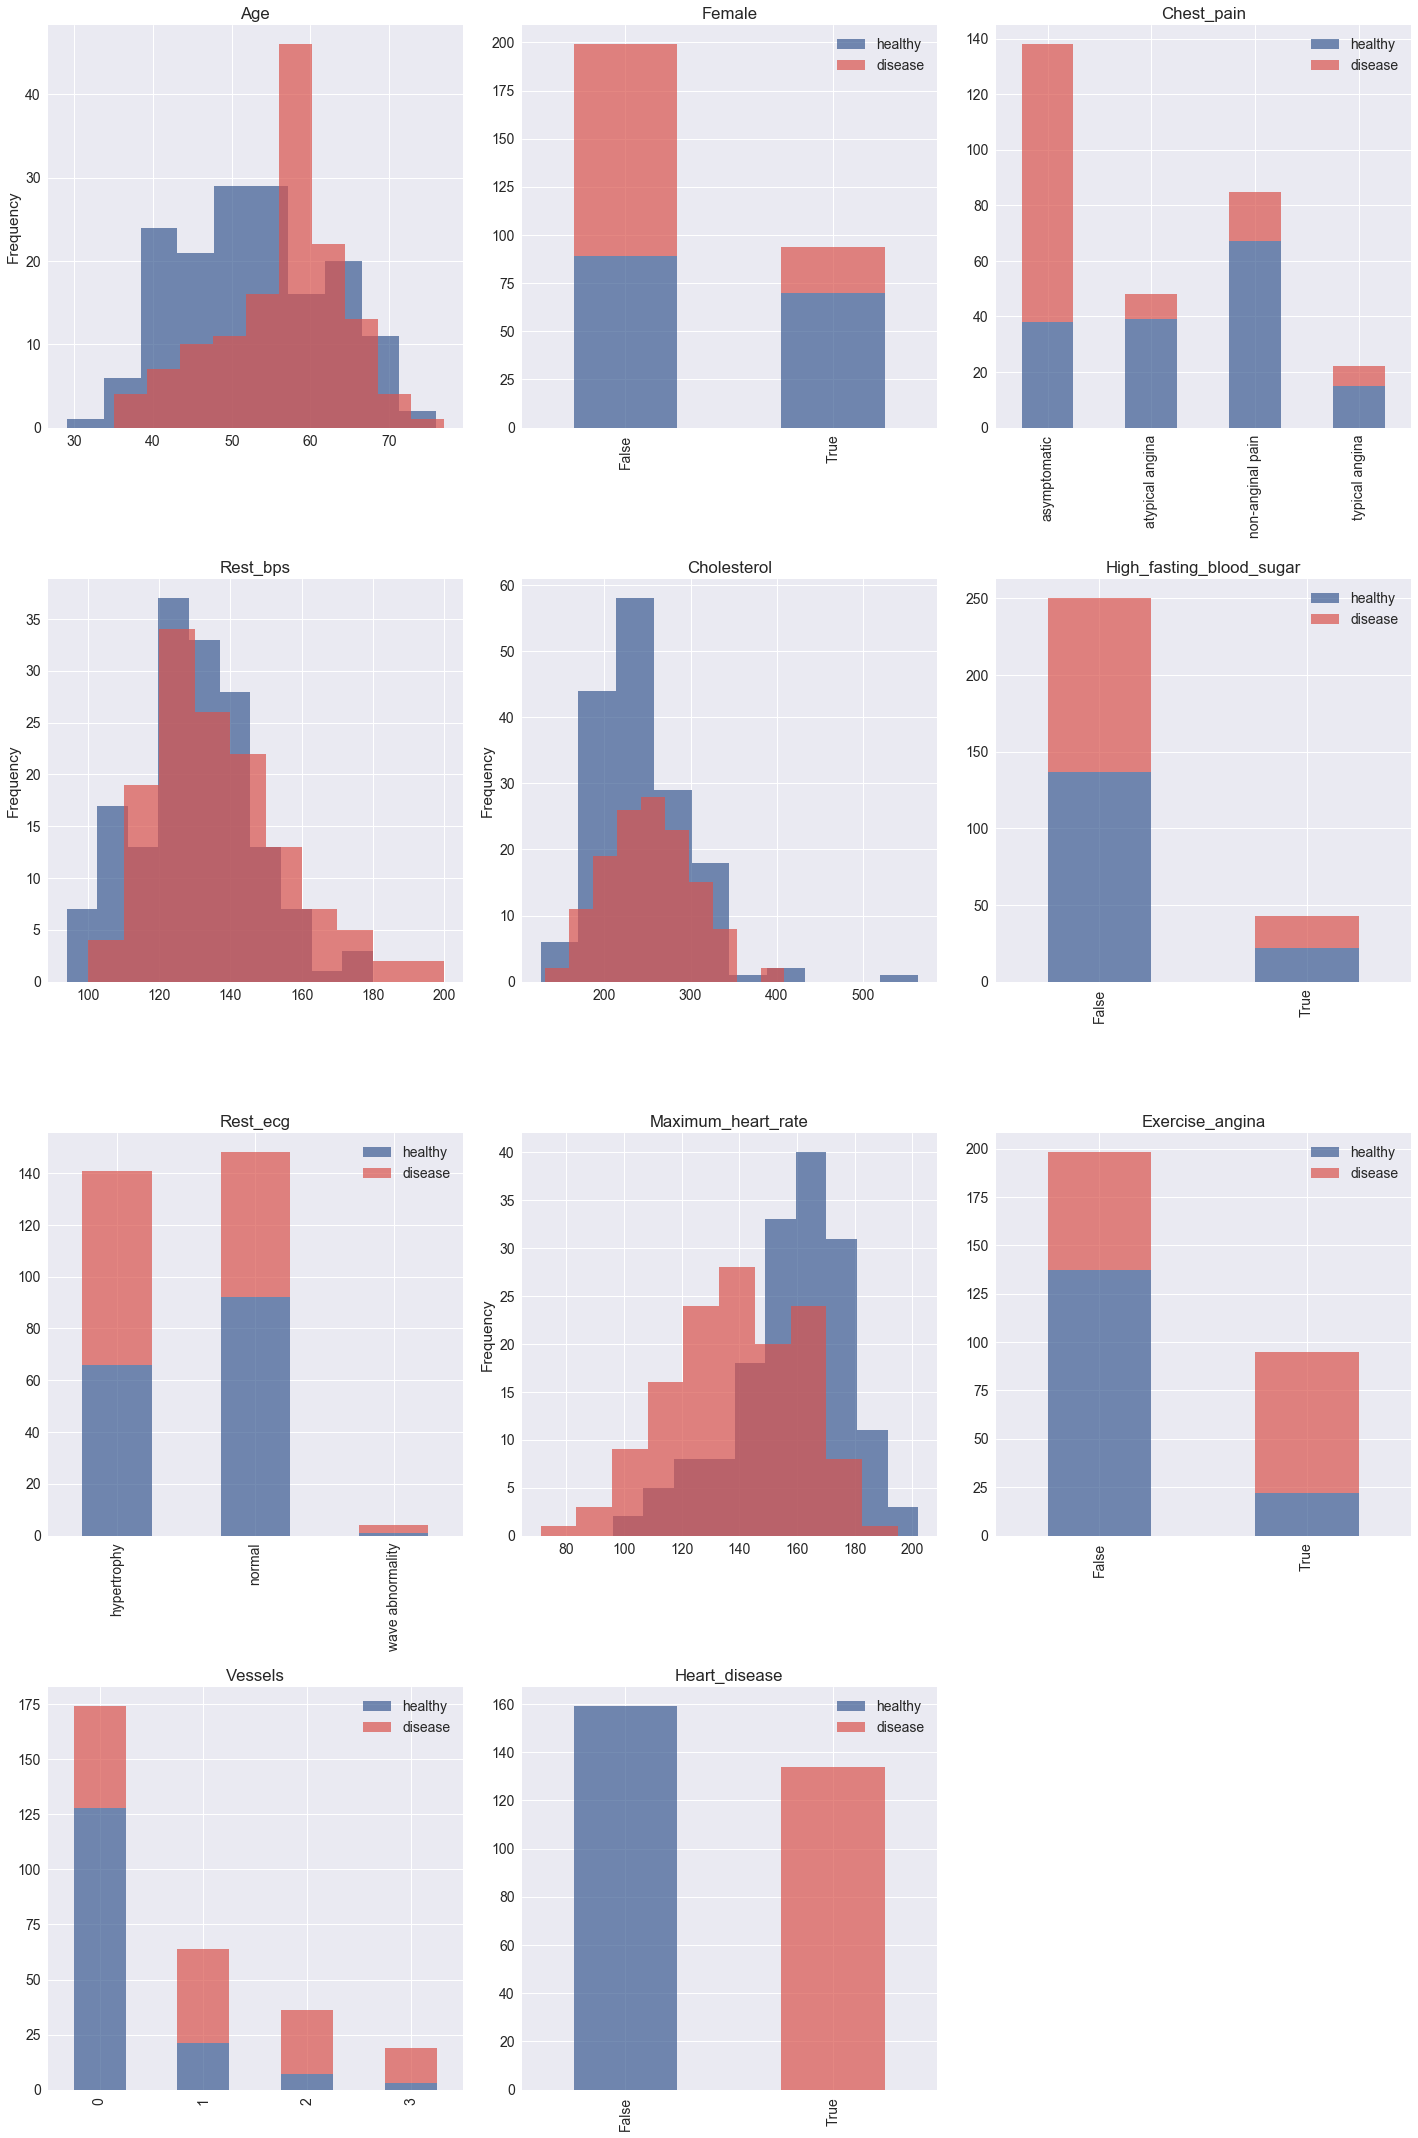 Age
Frequency
40
30
20
10
0
30 40 50 60 70
Female
healthy
disease
200
175
150
125
100
75
50
25
0
False True
Chest_pain
healthy
disease
140
120
100
80
60
40
20
0
asymptomatic
atypical angina
non-anginal pain
typical angina
Rest_bps
Frequency
35
30
25
20
15
10
5
0
100 120 140 160 180 200
Cholesterol
Frequency
60
50
40
30
20
10
0
200 300 400 500
High_fasting_blood_sugar
healthy
disease
250
200
150
100
50
0
False True
Rest_ecg
healthy
disease
140
120
100
80
60
40
20
0
hypertrophy
normal
wave abnormality
Maximum_heart_rate
Frequency
40
35
30
25
20
15
10
5
0
80 100 120 140 160 180 200
Exercise_angina
healthy
disease
200
175
150
125
100
75
50
25
0
False True
Vessels
healthy
disease
175
150
125
100
75
50
25
0
0 1 2 3
Heart_disease
healthy
disease
160
140
120
100
80
60
40
20
0
False True